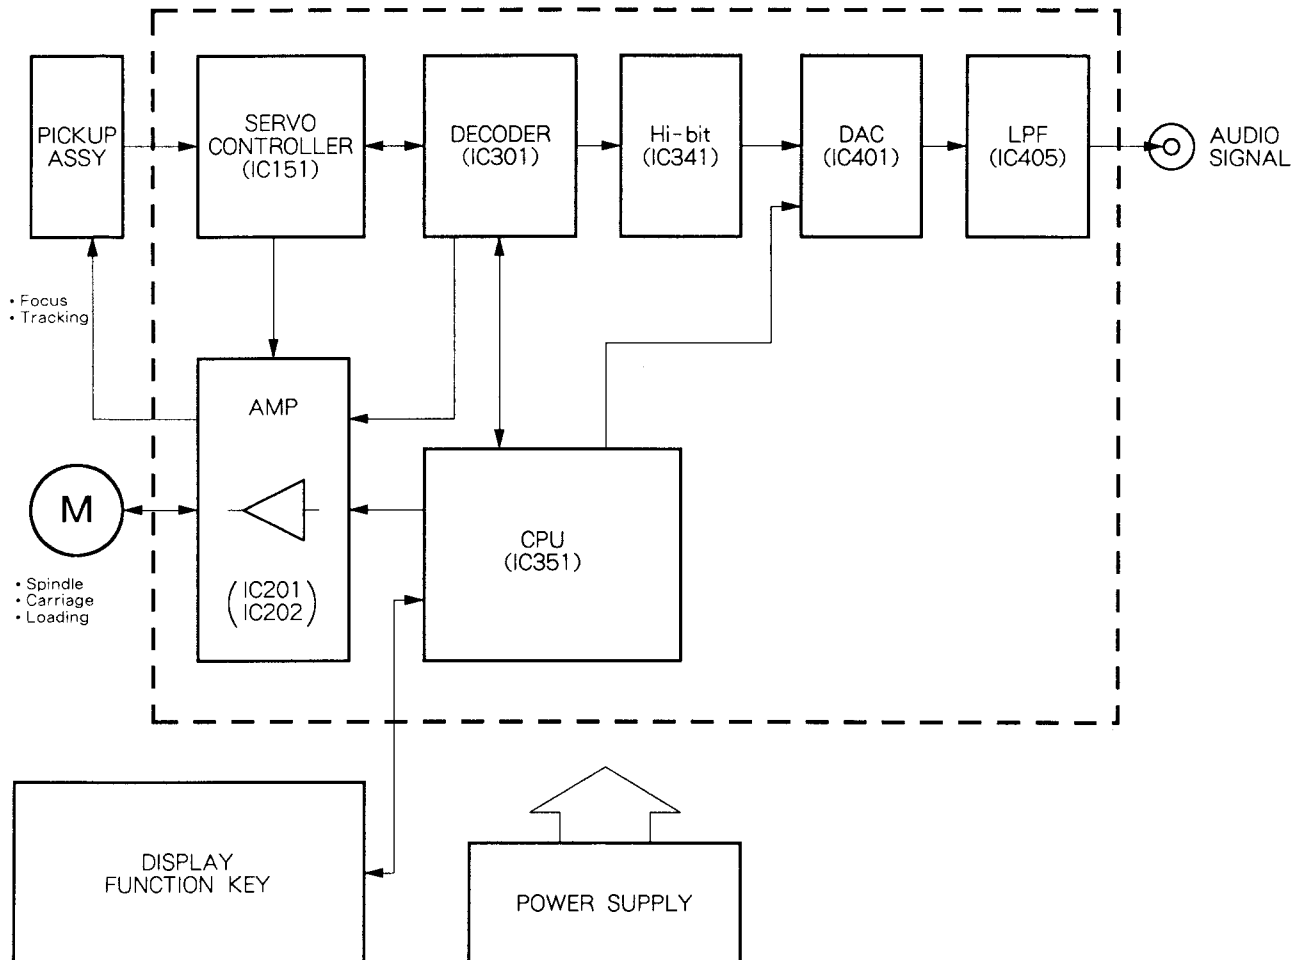 PICKUP
ASSY
SERVO
CONTROLLER
(IC151)
DECODER
(IC301)
Hi-bit
(IC341)
DAC
(IC401)
LPF
(IC405)
AUDIO
SIGNAL
• Focus
• Tracking
AMP
M
• Spindle
• Carriage
• Loading
(IC201
IC202)
CPU
(IC351)
DISPLAY
FUNCTION KEY
POWER SUPPLY